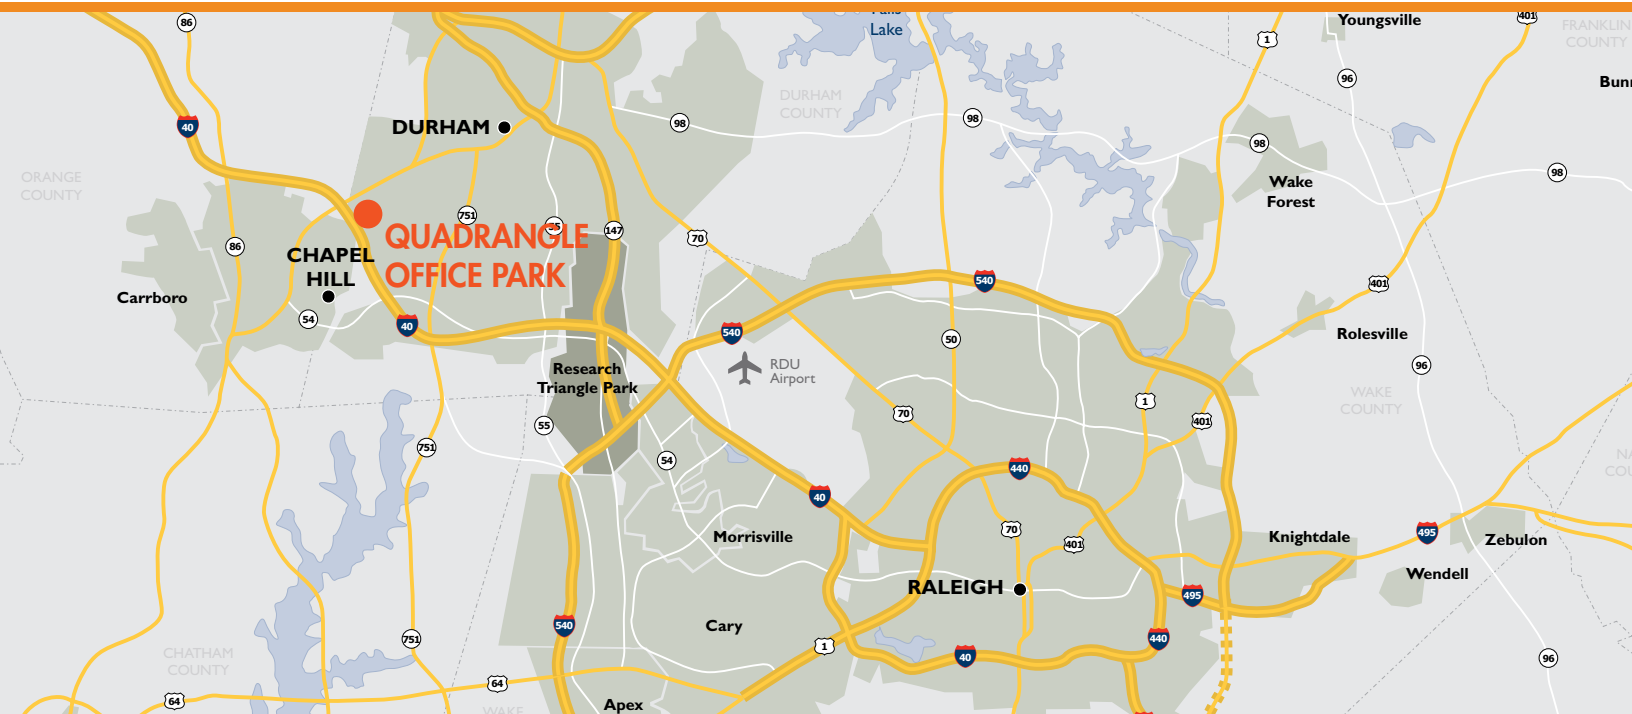 86
Falls
Lake
Youngsville
401
1
FRANKLIN
COUNTY
96
DURHAM
COUNTY
40
DURHAM
98
98
98
98
ORANGE
COUNTY
Wake
Forest
751
55
147
QUADRANGLE
OFFICE PARK
70
86
CHAPEL
HILL
Carrboro
54
40
540
540
401
Rolesville
50
RDU
Airport
Research
Triangle Park
96
WAKE
COUNTY
1
70
401
55
751
54
440
40
70
401
Morrisville
Knightdale
495
Zebulon
Wendell
RALEIGH
495
540
Cary
1
751
440
40
CHATHAM
COUNTY
96
64
64
WAKE
Apex